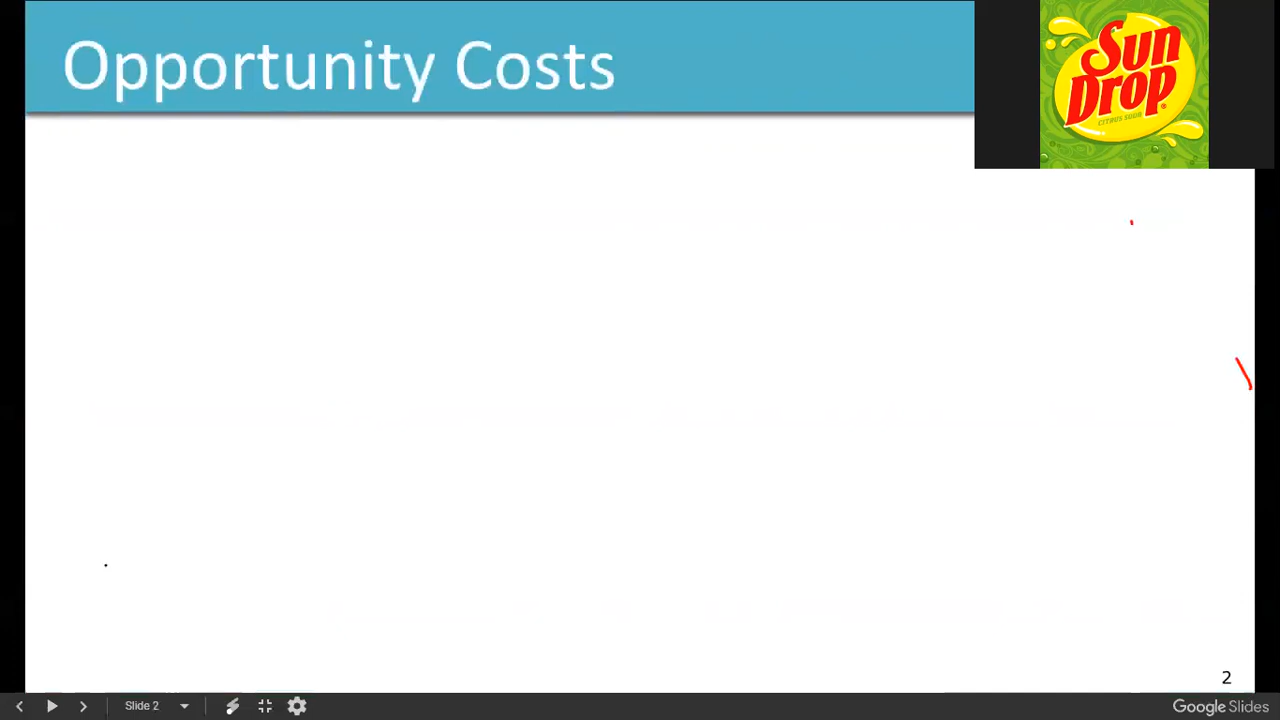 Opportunity Costs
Sun
Drop
CITRUS SODA
2
Slide 2
Google Slides